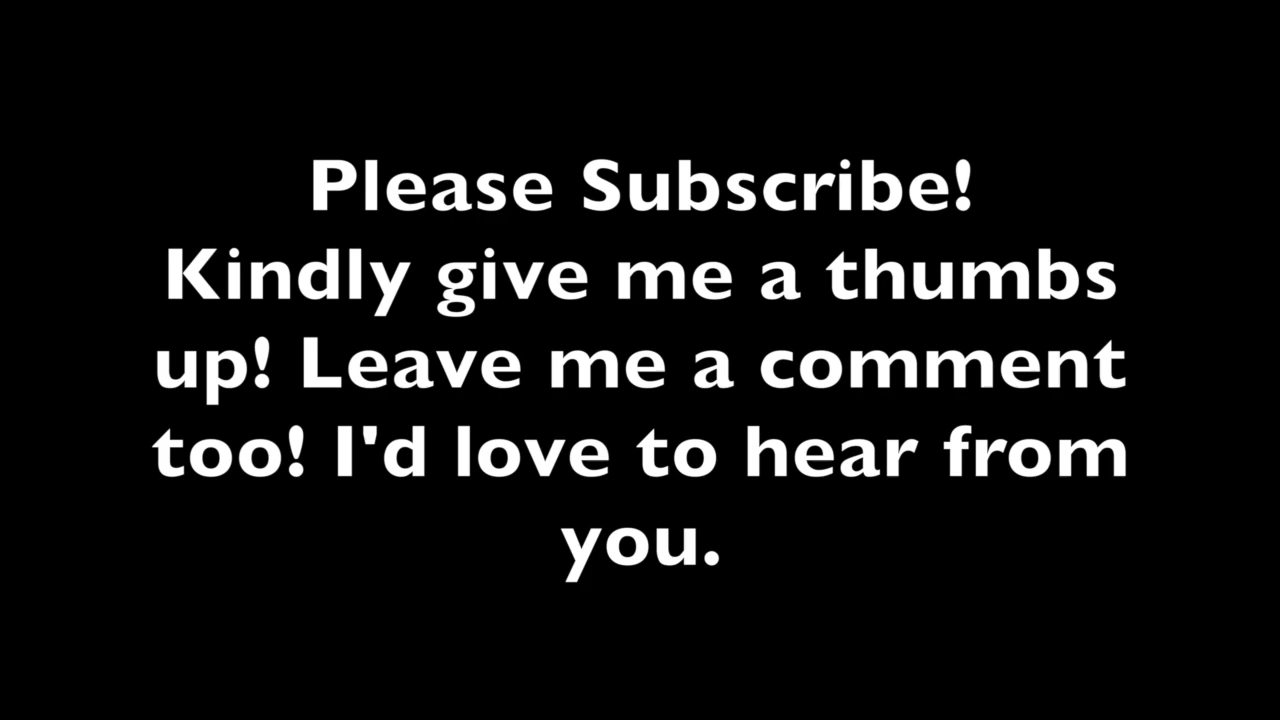 Please Subscribe!
Kindly give me a thumbs
up! Leave me a comment
too! I'd love to hear from
you.